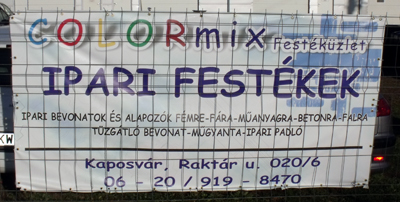 COLORmix Festéküzlet
IPARI FESTÉKEK
IPARI BEVONATOK ÉS ALAPOZÓK FÉMRE-FÁRA-MŰANYAGRA-BETONRA-FALRA
TŰZGÁTLÓ BEVONAT-MŰGYANTA-IPARI PADLÓ
Kaposvár, Raktár u. 020/6
06 - 20 / 919 - 8470
KW